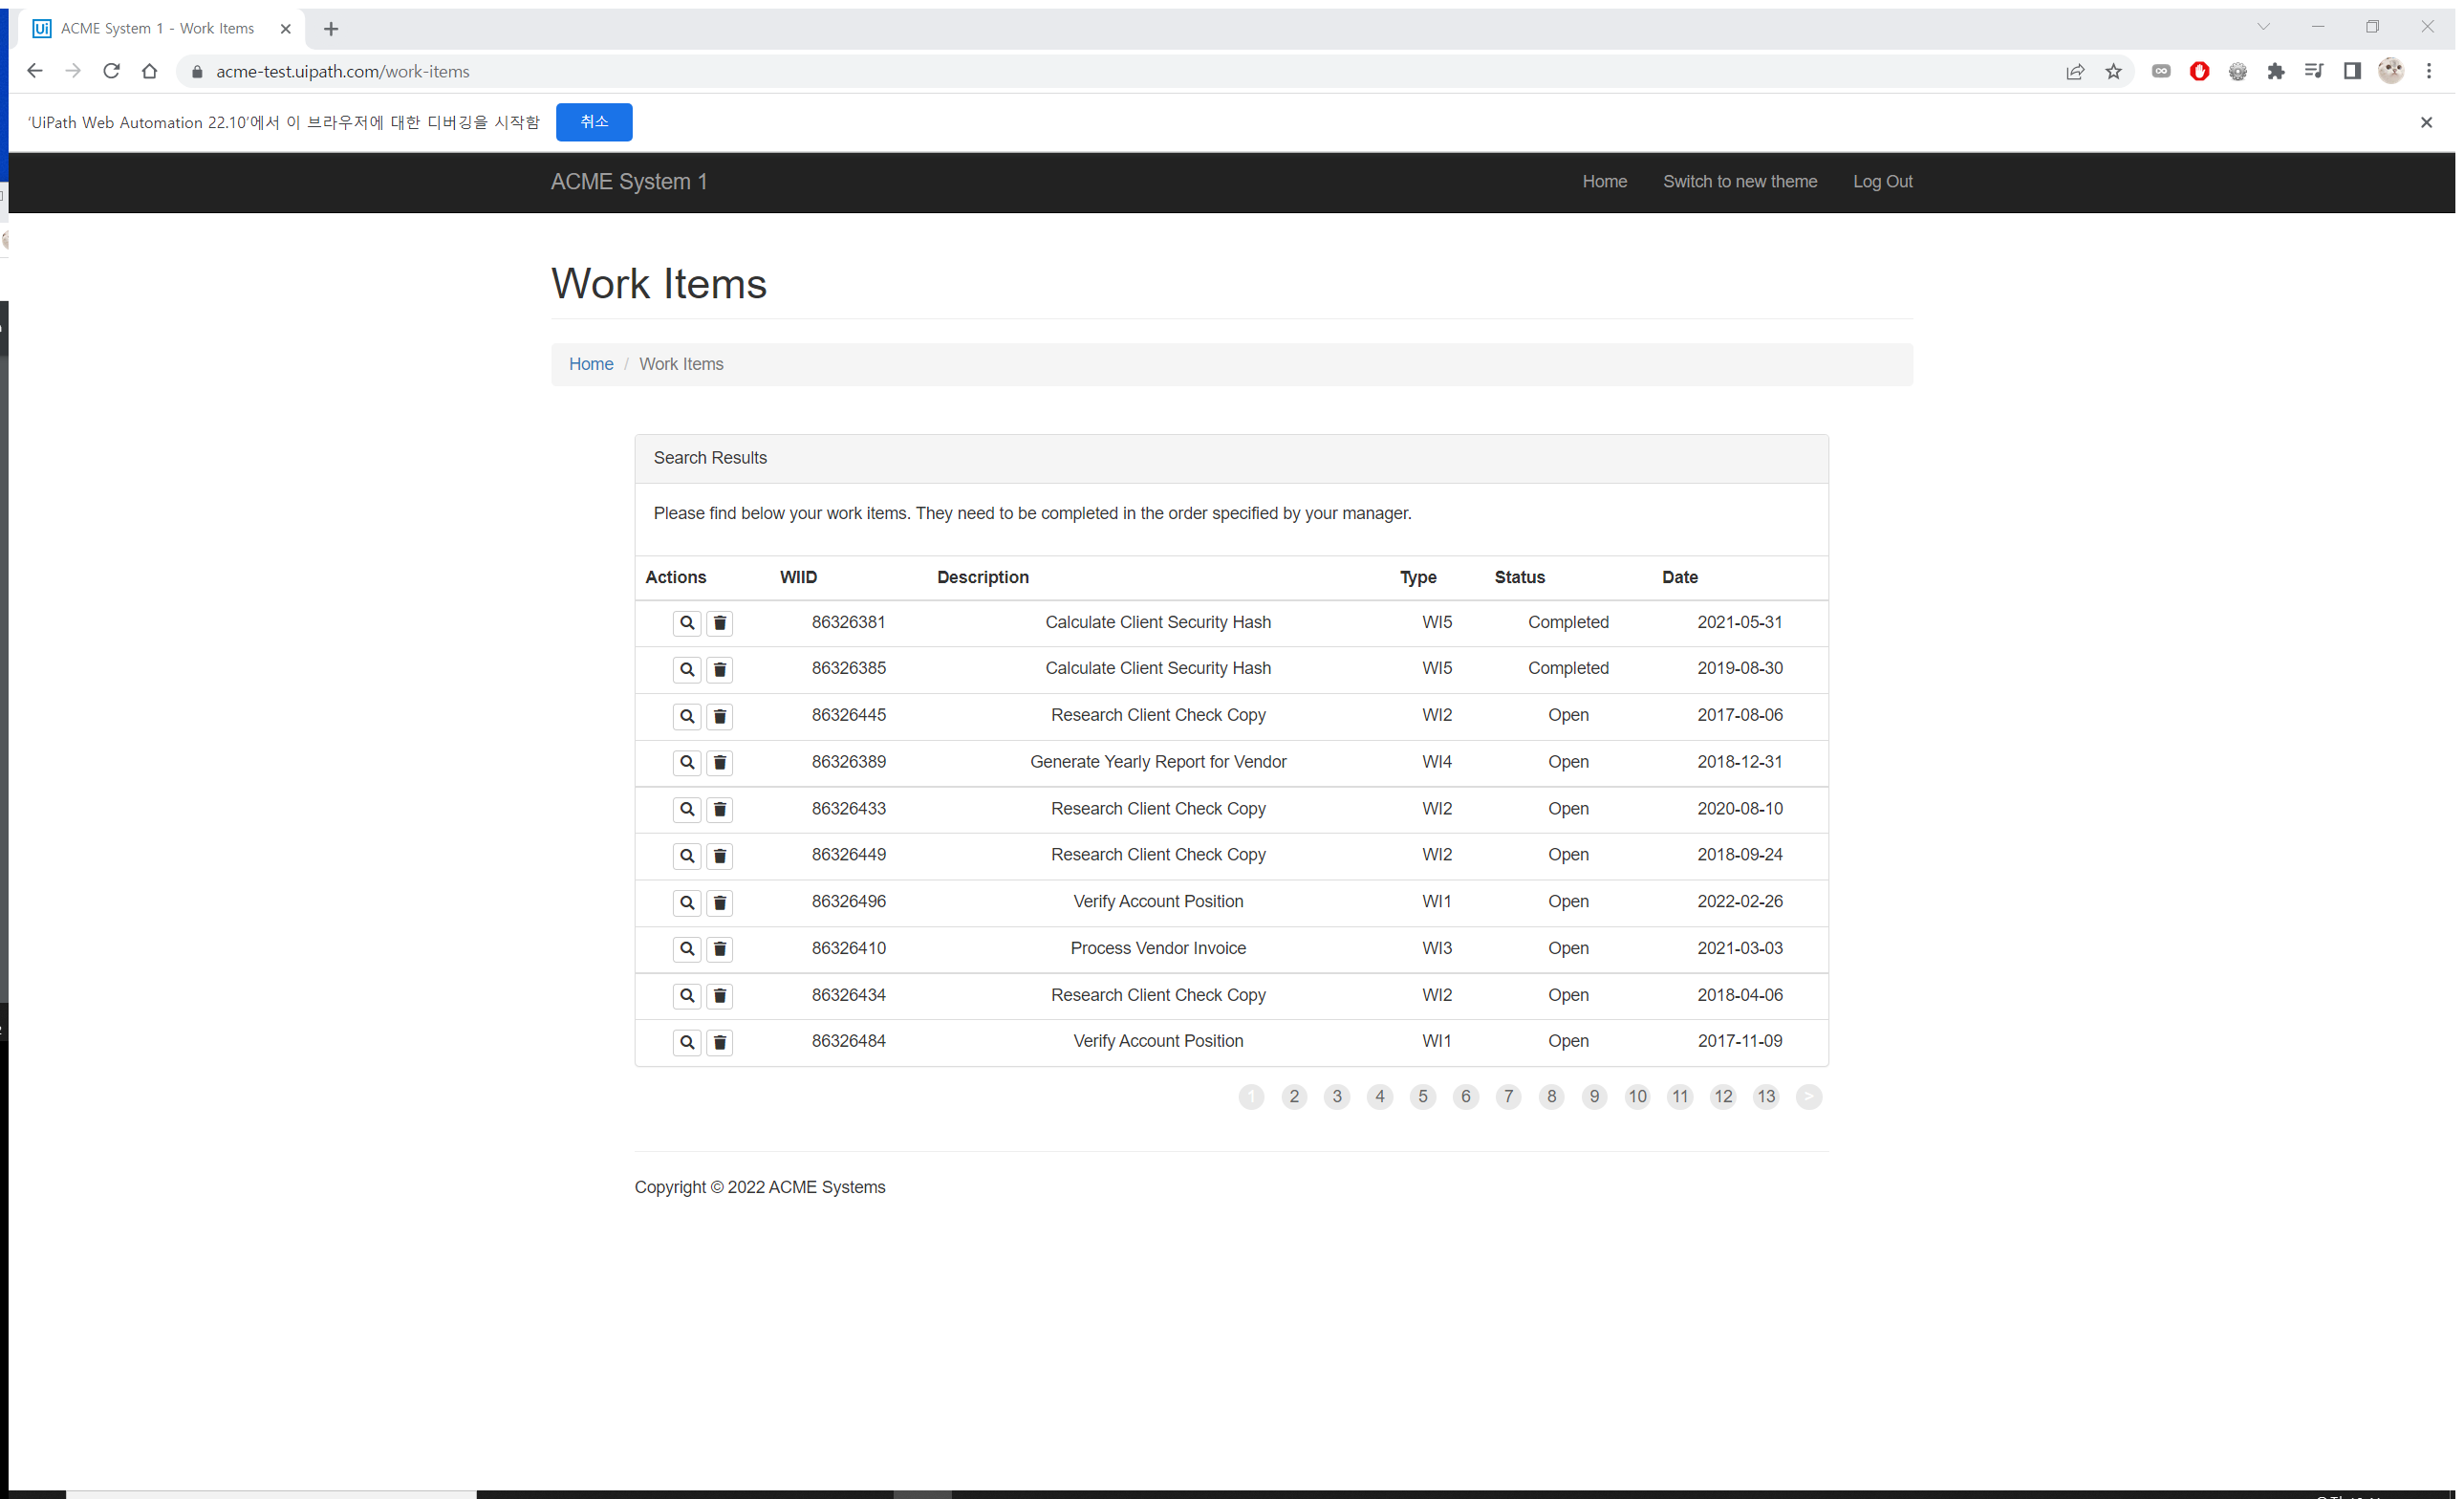 ACME System 1 - Work Items
acme-test.uipath.com/work-items
'UiPath Web Automation 22.10'에서 이 브라우저에 대한 디버깅을 시작함 취소
ACME System 1 Home Switch to new theme Log Out
Work Items
Home / Work Items
Search Results
Please find below your work items. They need to be completed in the order specified by your manager.
Actions WIID Description Type Status Date
86326381 Calculate Client Security Hash WI5 Completed 2021-05-31
86326385 Calculate Client Security Hash WI5 Completed 2019-08-30
86326445 Research Client Check Copy WI2 Open 2017-08-06
86326389 Generate Yearly Report for Vendor WI4 Open 2018-12-31
86326433 Research Client Check Copy WI2 Open 2020-08-10
86326449 Research Client Check Copy WI2 Open 2018-09-24
86326496 Verify Account Position WI1 Open 2022-02-26
86326410 Process Vendor Invoice WI3 Open 2021-03-03
86326434 Research Client Check Copy WI2 Open 2018-04-06
86326484 Verify Account Position WI1 Open 2017-11-09
1 2 3 4 5 6 7 8 9 10 11 12 13 >
Copyright © 2022 ACME Systems